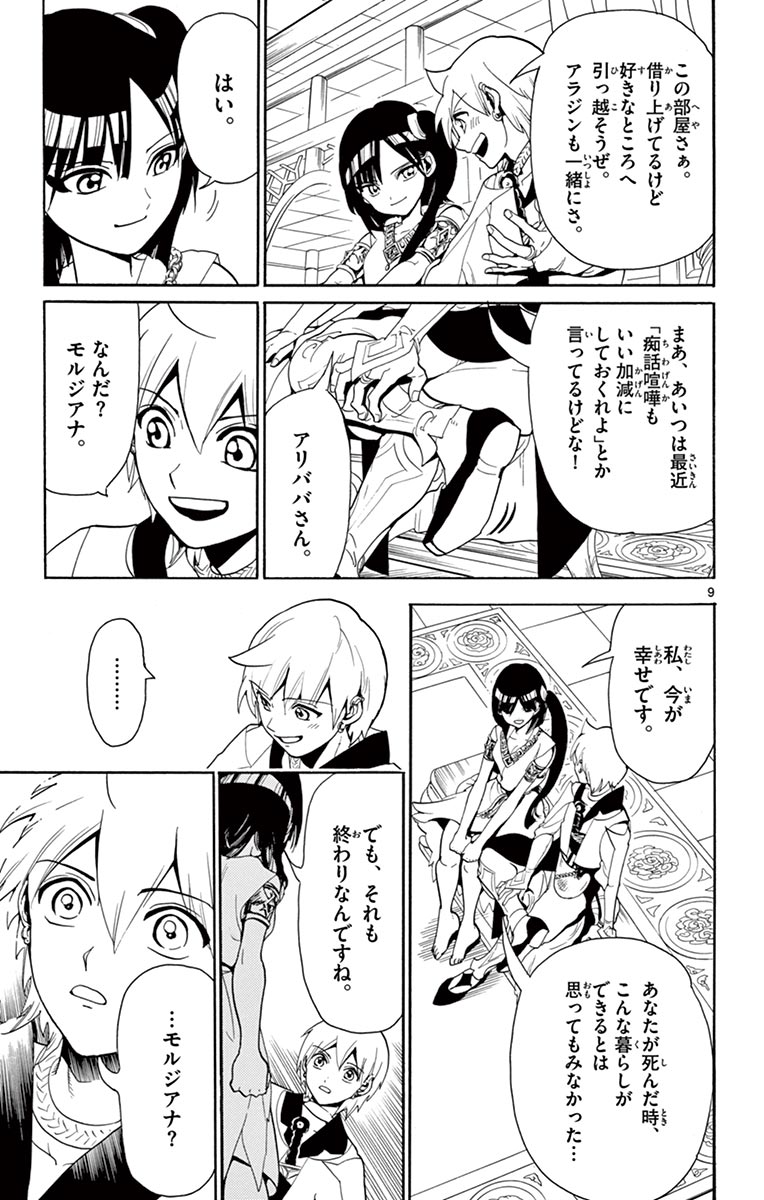 この部屋さぁ。
借り上げてるけど
好きなところへ
引っ越そうぜ。
アラジンも一緒にさ。
はい。
まあ、あいつは最近
「痴話喧嘩も
いい加減に
しておくれよ」とか
言ってるけどな!
アリババさん。
なんだ?
モルジアナ。
9
私、今が
幸せです。
あなたが死んだ時、
こんな暮らしが
できるとは
思ってもみなかった…
………
でも、それも
終わりなんですね。
…モルジアナ?